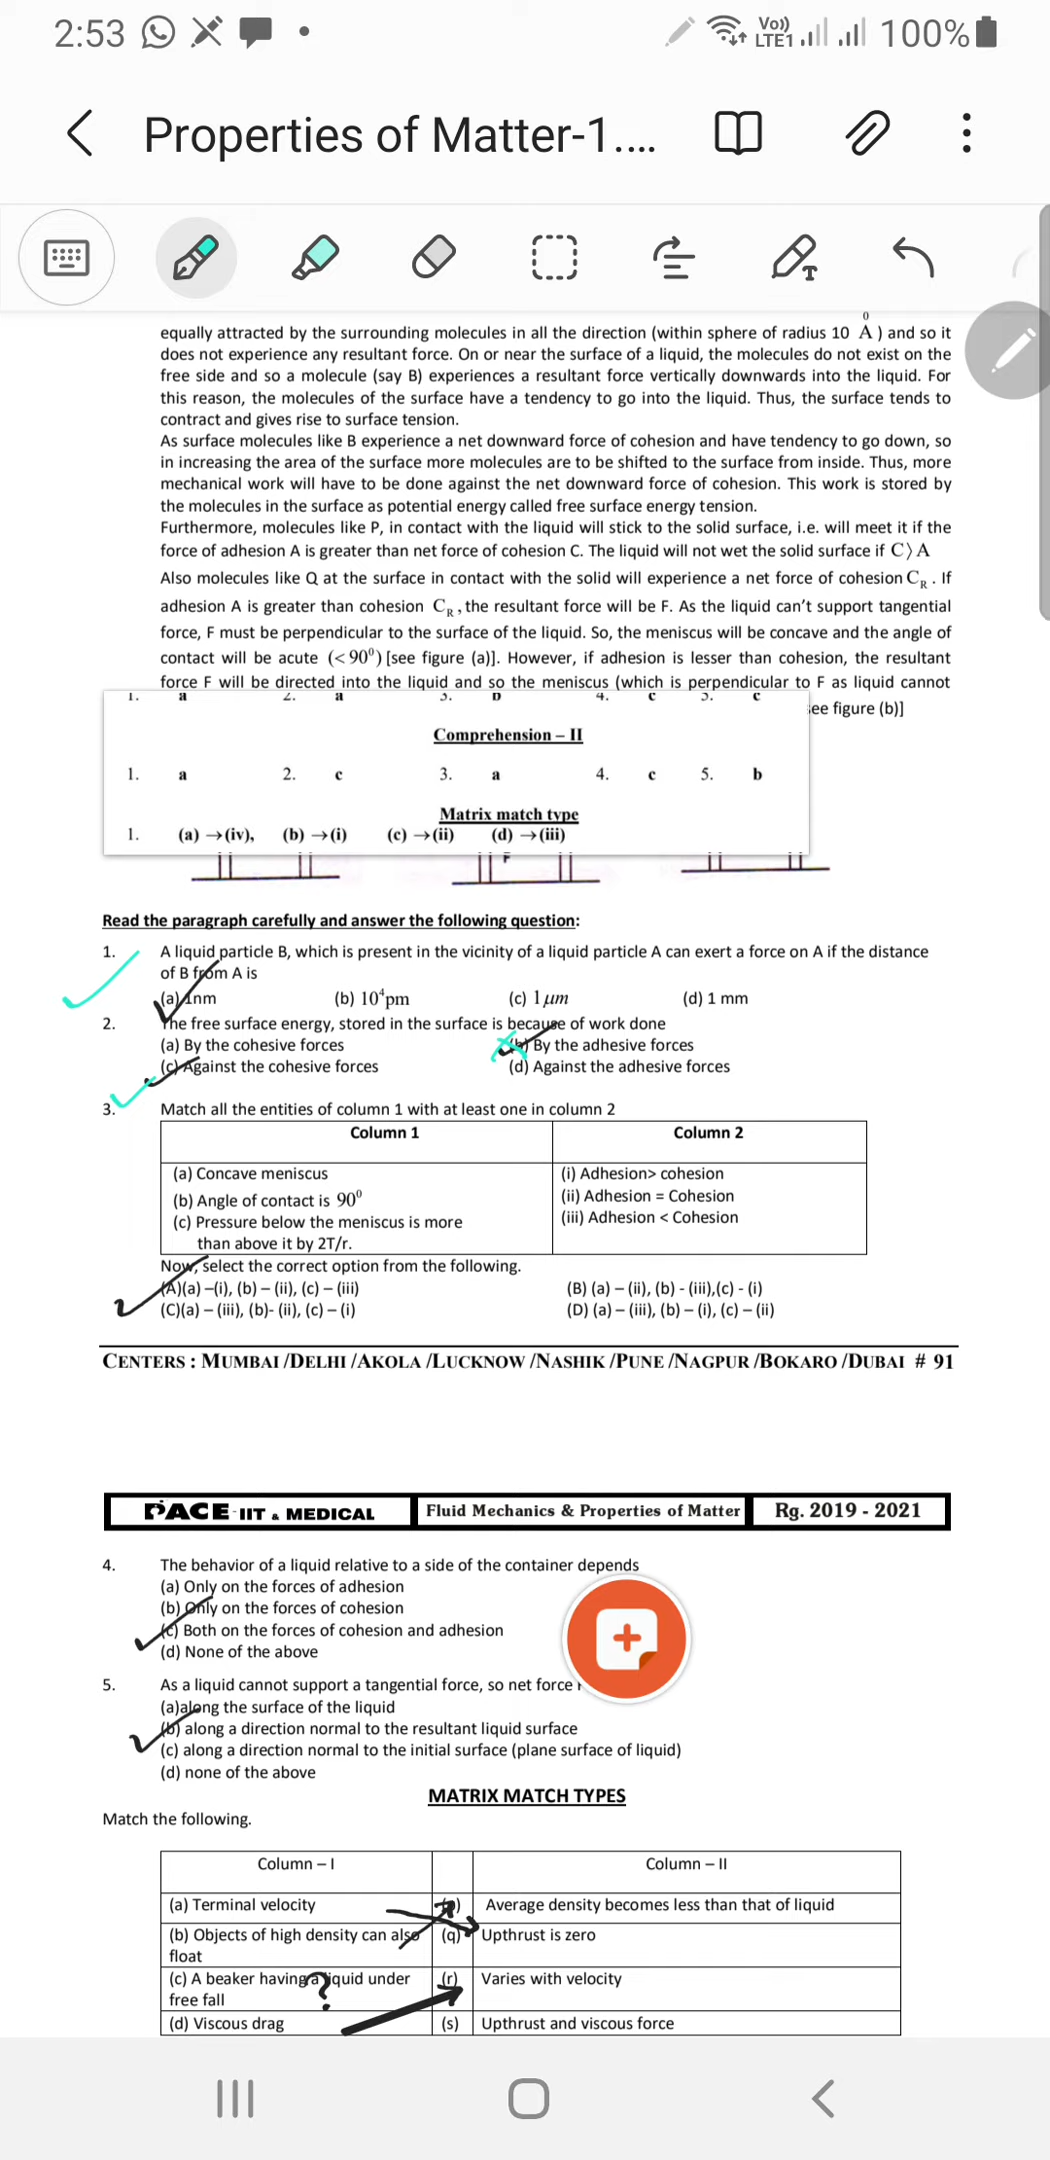 2:53
Vo))
LTE1
100%
Properties of Matter-1....
T
equally attracted by the surrounding molecules in all the direction (within sphere of radius 10 Å) and so it
does not experience any resultant force. On or near the surface of a liquid, the molecules do not exist on the
free side and so a molecule (say B) experiences a resultant force vertically downwards into the liquid. For
this reason, the molecules of the surface have a tendency to go into the liquid. Thus, the surface tends to
contract and gives rise to surface tension.
As surface molecules like B experience a net downward force of cohesion and have tendency to go down, so
in increasing the area of the surface more molecules are to be shifted to the surface from inside. Thus, more
mechanical work will have to be done against the net downward force of cohesion. This work is stored by
the molecules in the surface as potential energy called free surface energy tension.
Furthermore, molecules like P, in contact with the liquid will stick to the solid surface, i.e. will meet it if the
force of adhesion A is greater than net force of cohesion C. The liquid will not wet the solid surface if C⟩A
Also molecules like Q at the surface in contact with the solid will experience a net force of cohesion C_R. If
adhesion A is greater than cohesion C_R, the resultant force will be F. As the liquid can't support tangential
force, F must be perpendicular to the surface of the liquid. So, the meniscus will be concave and the angle of
contact will be acute (<90⁰) [see figure (a)]. However, if adhesion is lesser than cohesion, the resultant
force F will be directed into the liquid and so the meniscus (which is perpendicular to F as liquid cannot
1. a 2. a 3. b 4. c 5. c
see figure (b)]
Comprehension – II
1. a 2. c 3. a 4. c 5. b
Matrix match type
1. (a) →(iv), (b) →(i) (c) →(ii) (d) →(iii)
F
Read the paragraph carefully and answer the following question:
1. A liquid particle B, which is present in the vicinity of a liquid particle A can exert a force on A if the distance
of B from A is
(a) 1nm (b) 10⁴pm (c) 1 μm (d) 1 mm
2. The free surface energy, stored in the surface is because of work done
(a) By the cohesive forces (b) By the adhesive forces
(c) Against the cohesive forces (d) Against the adhesive forces
3. Match all the entities of column 1 with at least one in column 2
Column 1 Column 2
(a) Concave meniscus (i) Adhesion> cohesion
(b) Angle of contact is 90⁰ (ii) Adhesion = Cohesion
(c) Pressure below the meniscus is more (iii) Adhesion < Cohesion
than above it by 2T/r.
Now, select the correct option from the following.
(A)(a) –(i), (b) – (ii), (c) – (iii) (B) (a) – (ii), (b) - (iii),(c) - (i)
(C)(a) – (iii), (b)- (ii), (c) – (i) (D) (a) – (iii), (b) – (i), (c) – (ii)
CENTERS : MUMBAI /DELHI /AKOLA /LUCKNOW /NASHIK /PUNE /NAGPUR /BOKARO /DUBAI # 91
PACE IIT & MEDICAL Fluid Mechanics & Properties of Matter Rg. 2019 - 2021
4. The behavior of a liquid relative to a side of the container depends
(a) Only on the forces of adhesion
(b) Only on the forces of cohesion
(c) Both on the forces of cohesion and adhesion
(d) None of the above
5. As a liquid cannot support a tangential force, so net force
(a)along the surface of the liquid
(b) along a direction normal to the resultant liquid surface
(c) along a direction normal to the initial surface (plane surface of liquid)
(d) none of the above
MATRIX MATCH TYPES
Match the following.
Column – I Column – II
(a) Terminal velocity (p) Average density becomes less than that of liquid
(b) Objects of high density can also (q) Upthrust is zero
float
(c) A beaker having a liquid under (r) Varies with velocity
free fall
?
(d) Viscous drag (s) Upthrust and viscous force